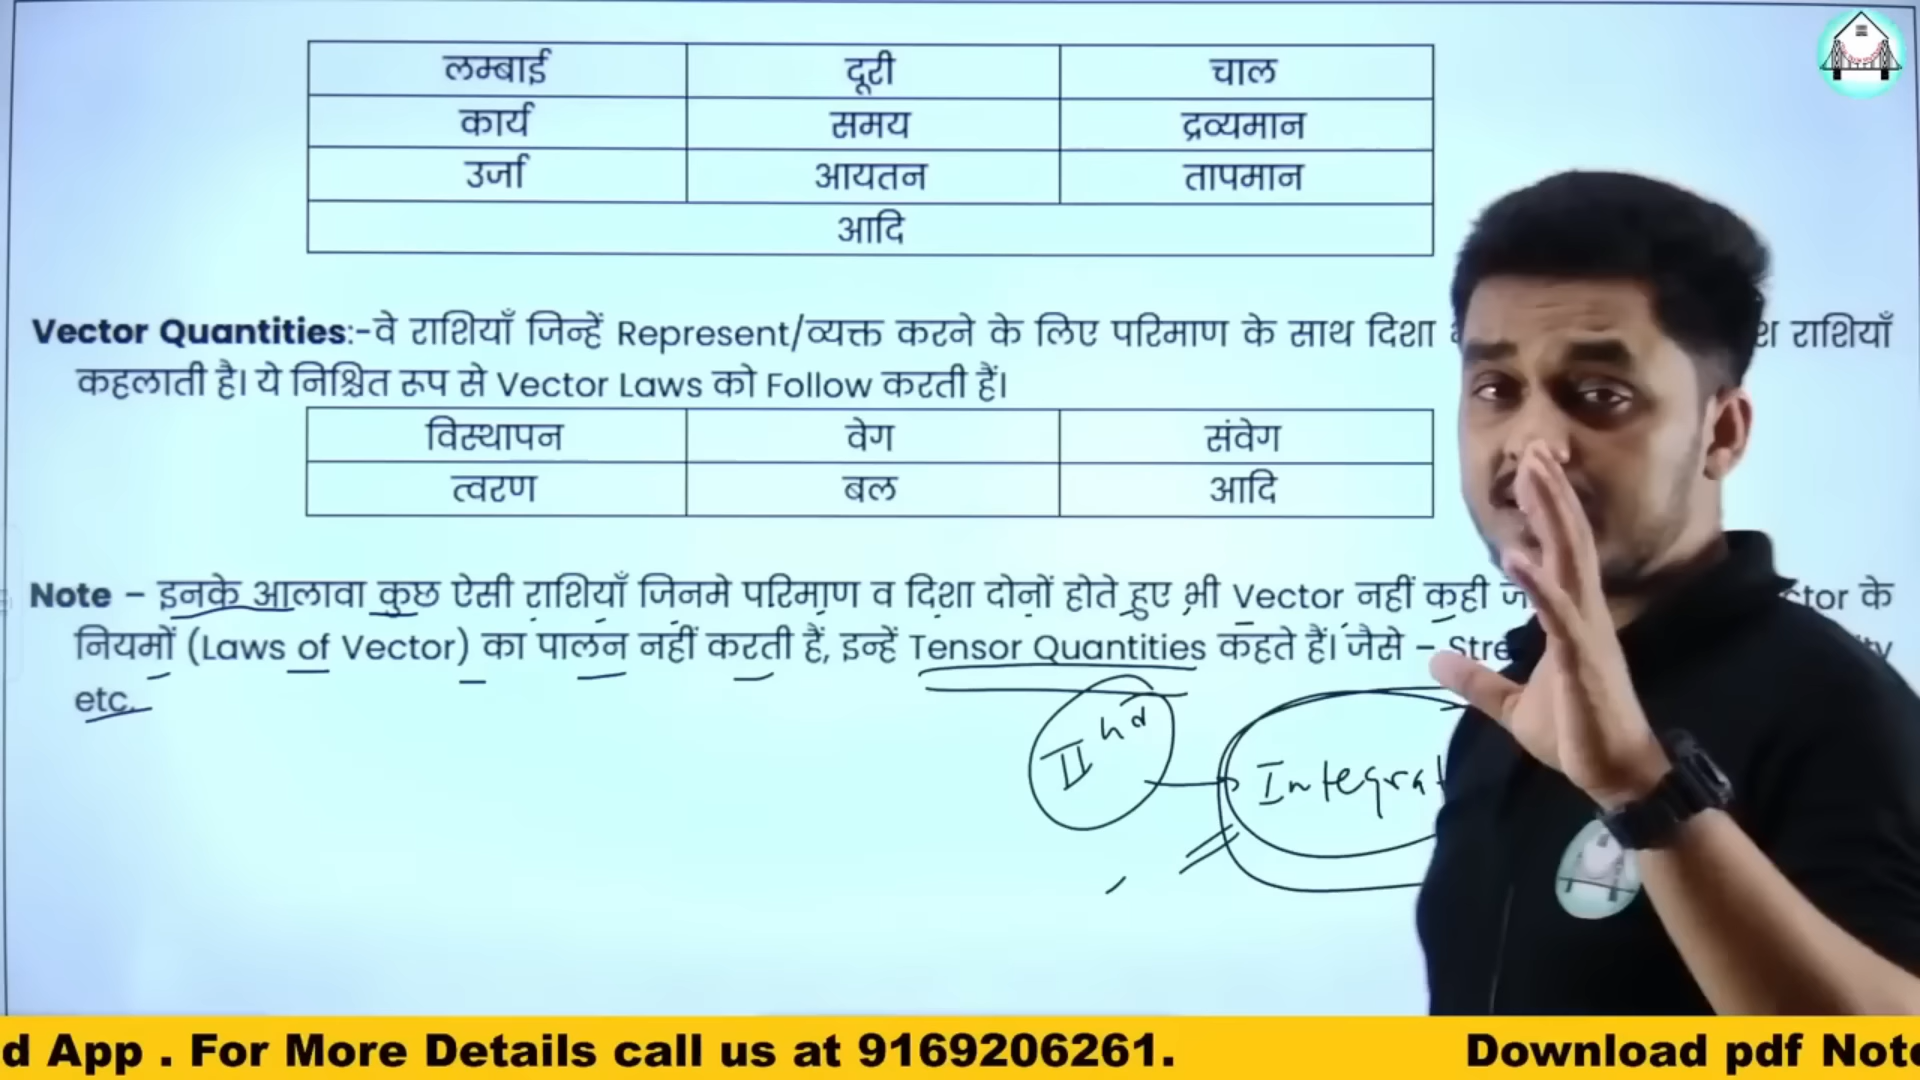 लम्बाई दूरी चाल
कार्य समय द्रव्यमान
उर्जा आयतन तापमान
आदि
Vector Quantities:-वे राशियाँ जिन्हें Represent/व्यक्त करने के लिए परिमाण के साथ दिशा राशियाँ
कहलाती है। ये निश्चित रूप से Vector Laws को Follow करती हैं।
विस्थापन वेग संवेग
त्वरण बल आदि
Note – इनके आलावा कुछ ऐसी राशियाँ जिनमे परिमाण व दिशा दोनों होते हुए भी Vector नहीं कही ctor के
नियमों (Laws of Vector) का पालन नहीं करती हैं, इन्हें Tensor Quantities कहते हैं। जैसे – Stre
etc.
II nd Integrat
d App . For More Details call us at 9169206261. Download pdf Note